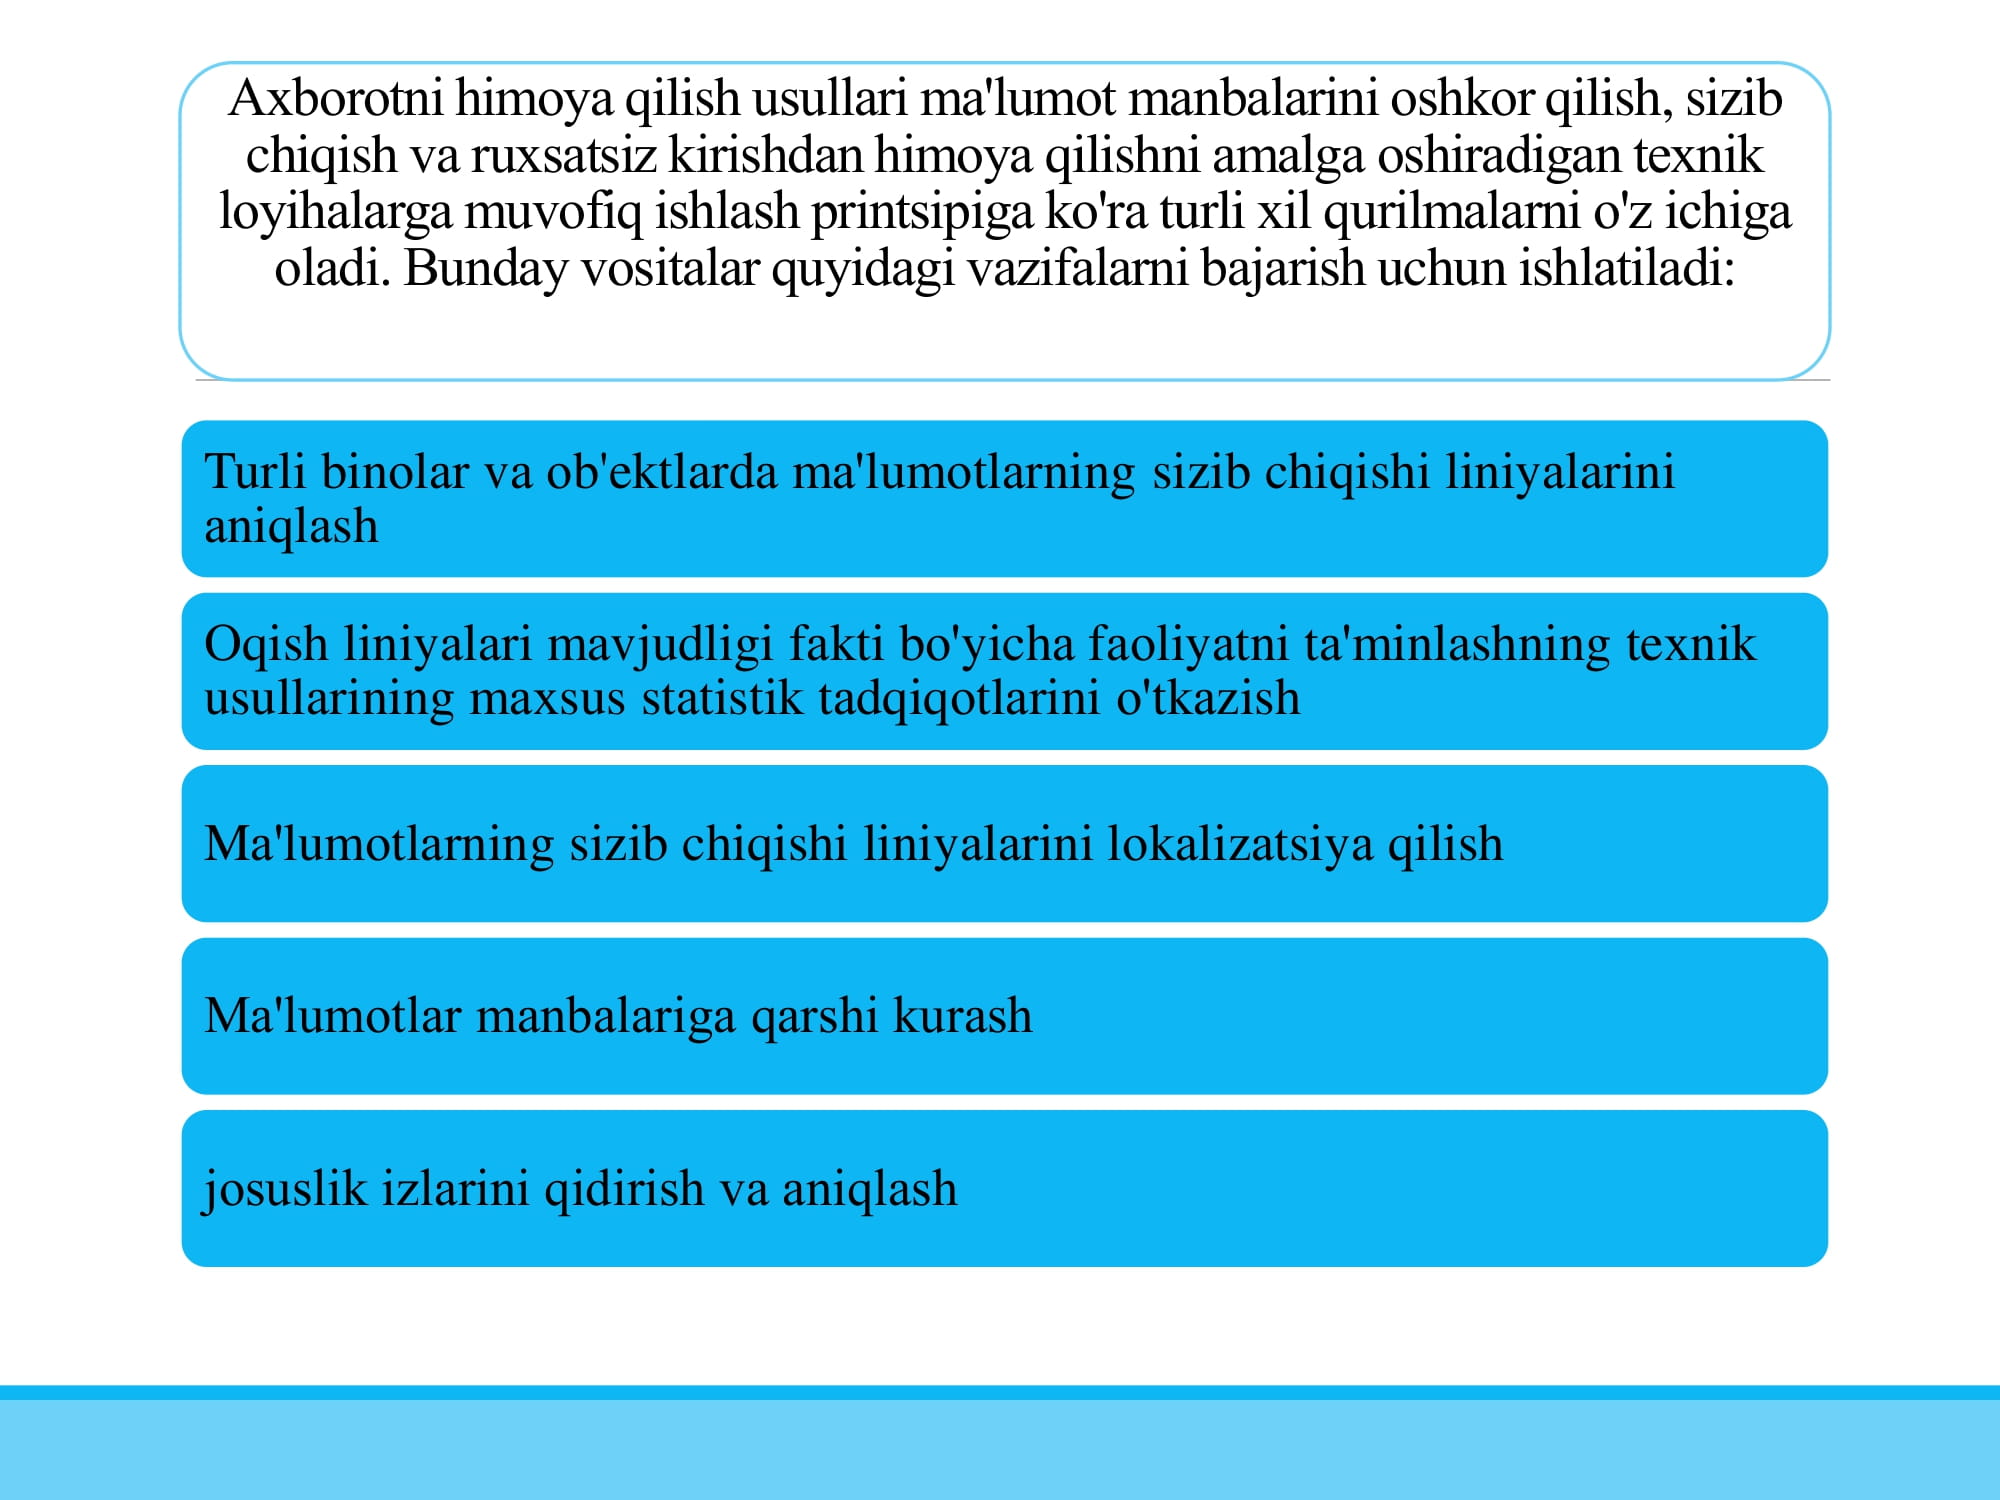 Axborotni himoya qilish usullari ma'lumot manbalarini oshkor qilish, sizib
chiqish va ruxsatsiz kirishdan himoya qilishni amalga oshiradigan texnik
loyihalarga muvofiq ishlash printsipiga ko'ra turli xil qurilmalarni o'z ichiga
oladi. Bunday vositalar quyidagi vazifalarni bajarish uchun ishlatiladi:
Turli binolar va ob'ektlarda ma'lumotlarning sizib chiqishi liniyalarini
aniqlash
Oqish liniyalari mavjudligi fakti bo'yicha faoliyatni ta'minlashning texnik
usullarining maxsus statistik tadqiqotlarini o'tkazish
Ma'lumotlarning sizib chiqishi liniyalarini lokalizatsiya qilish
Ma'lumotlar manbalariga qarshi kurash
josuslik izlarini qidirish va aniqlash